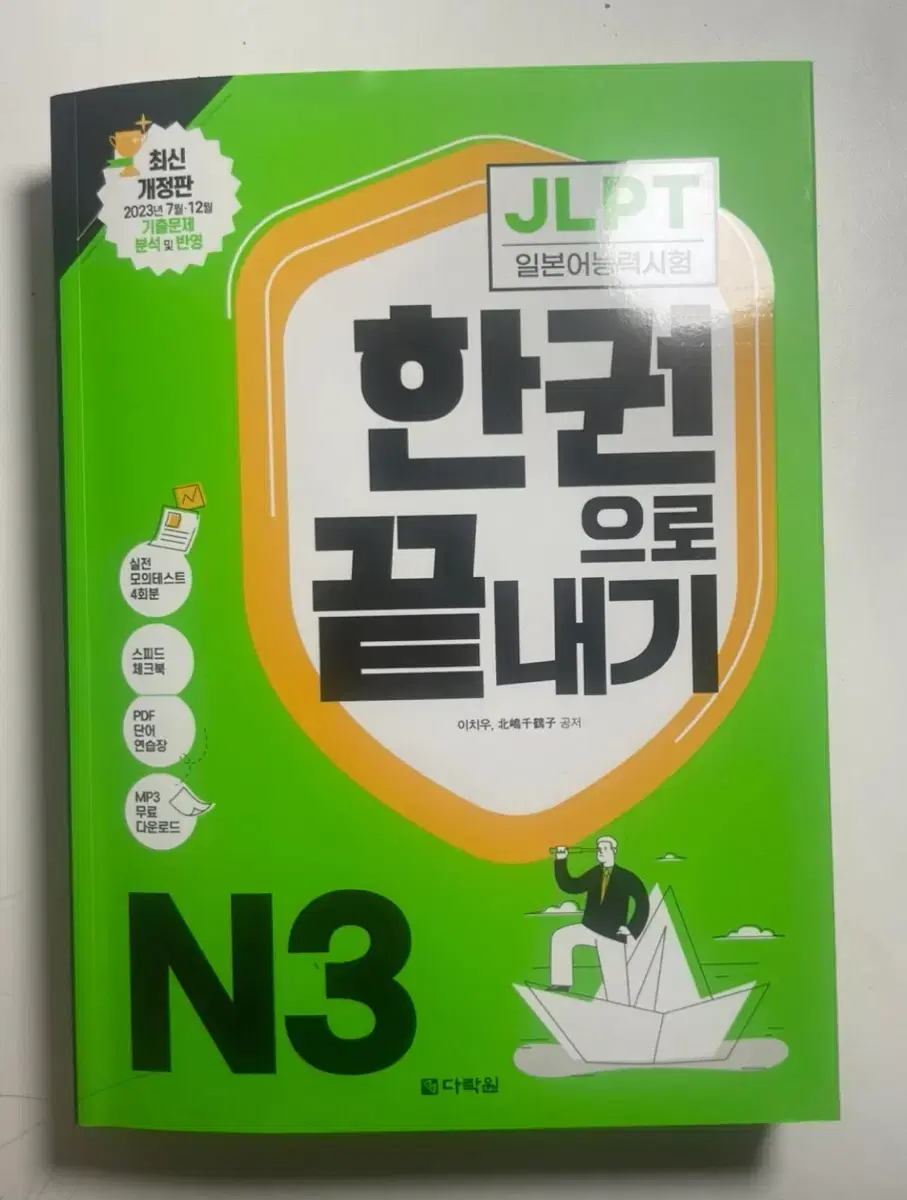 최신
개정판
2023년 7월·12월
기출문제
분석 및 반영
JLPT
일본어능력시험
한권
으로
끝내기
이치우, 北嶋千鶴子 공저
실전
모의테스트
4회분
스피드
체크북
PDF
단어
연습장
MP3
무료
다운로드
N3
다락원